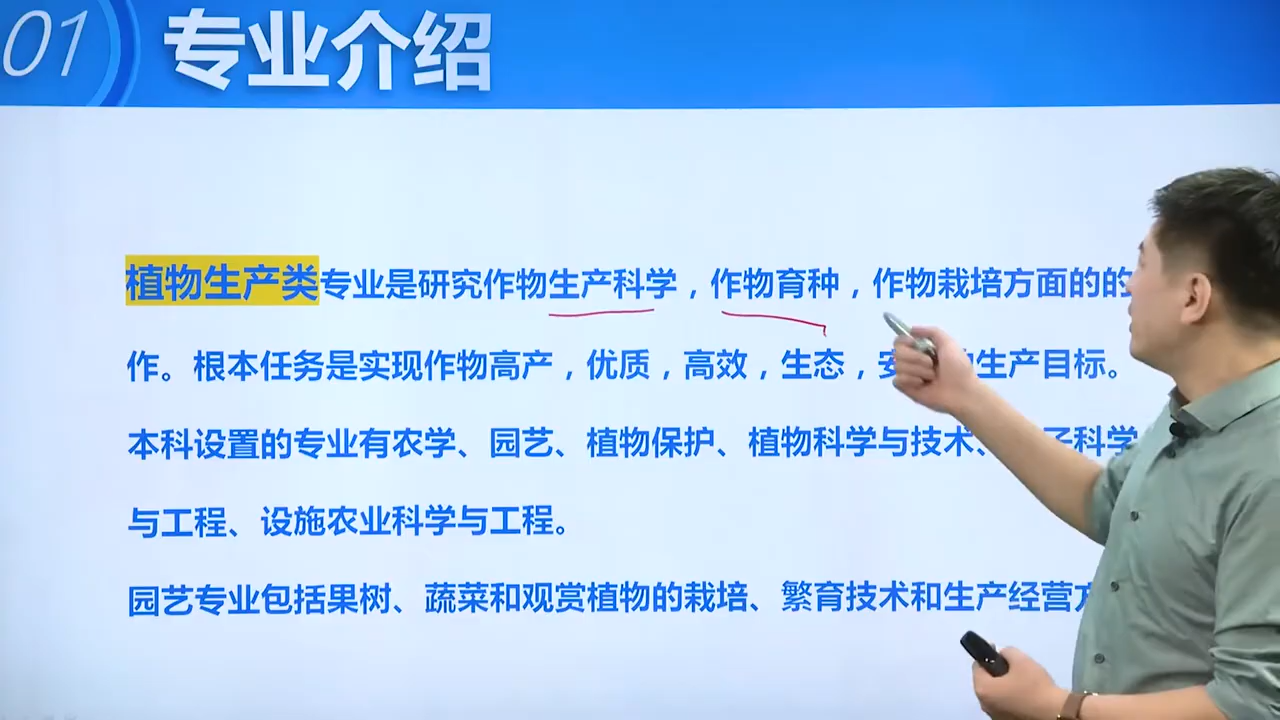 01 专业介绍
植物生产类专业是研究作物生产科学，作物育种，作物栽培方面的的
作。根本任务是实现作物高产，优质，高效，生态，安 的生产目标。
本科设置的专业有农学、园艺、植物保护、植物科学与技术、 子科学
与工程、设施农业科学与工程。
园艺专业包括果树、蔬菜和观赏植物的栽培、繁育技术和生产经营